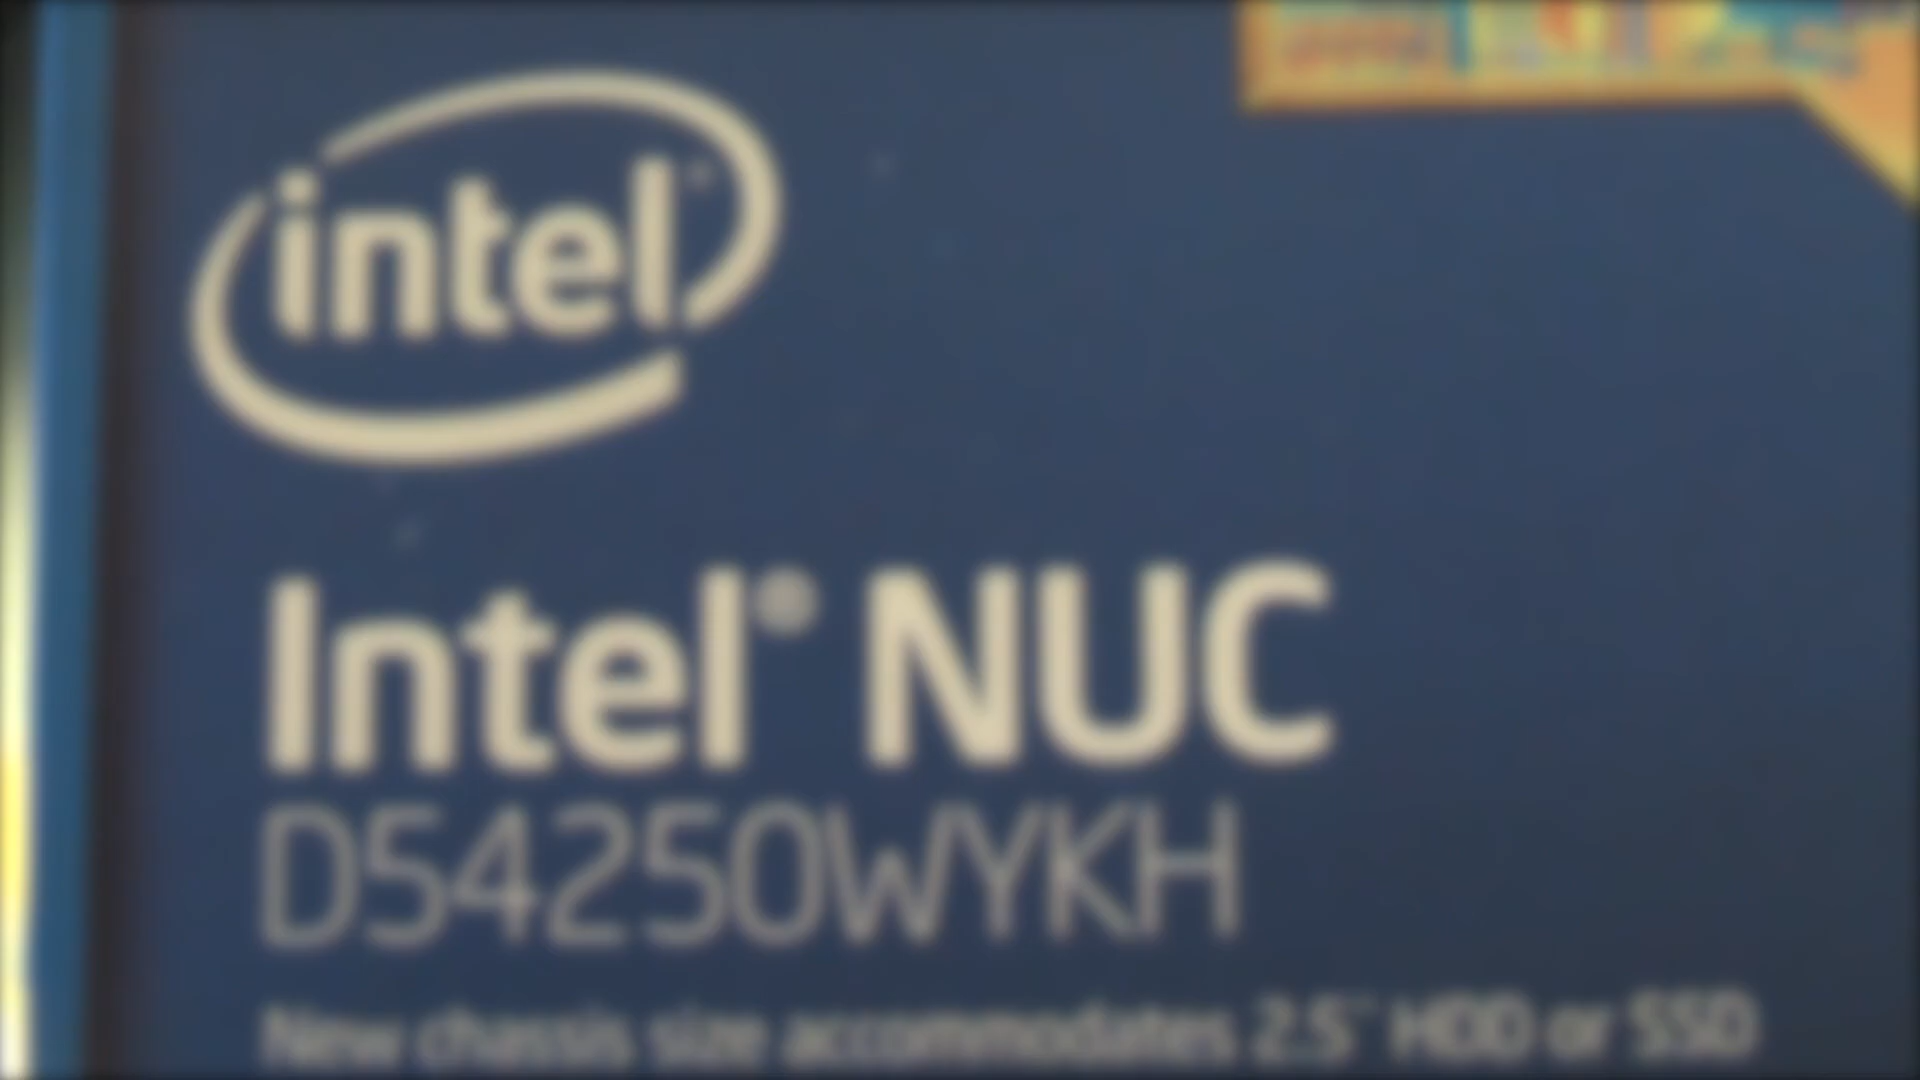 intel
Intel® NUC
D54250WYKH
New chassis size accommodates 2.5" HDD or SSD